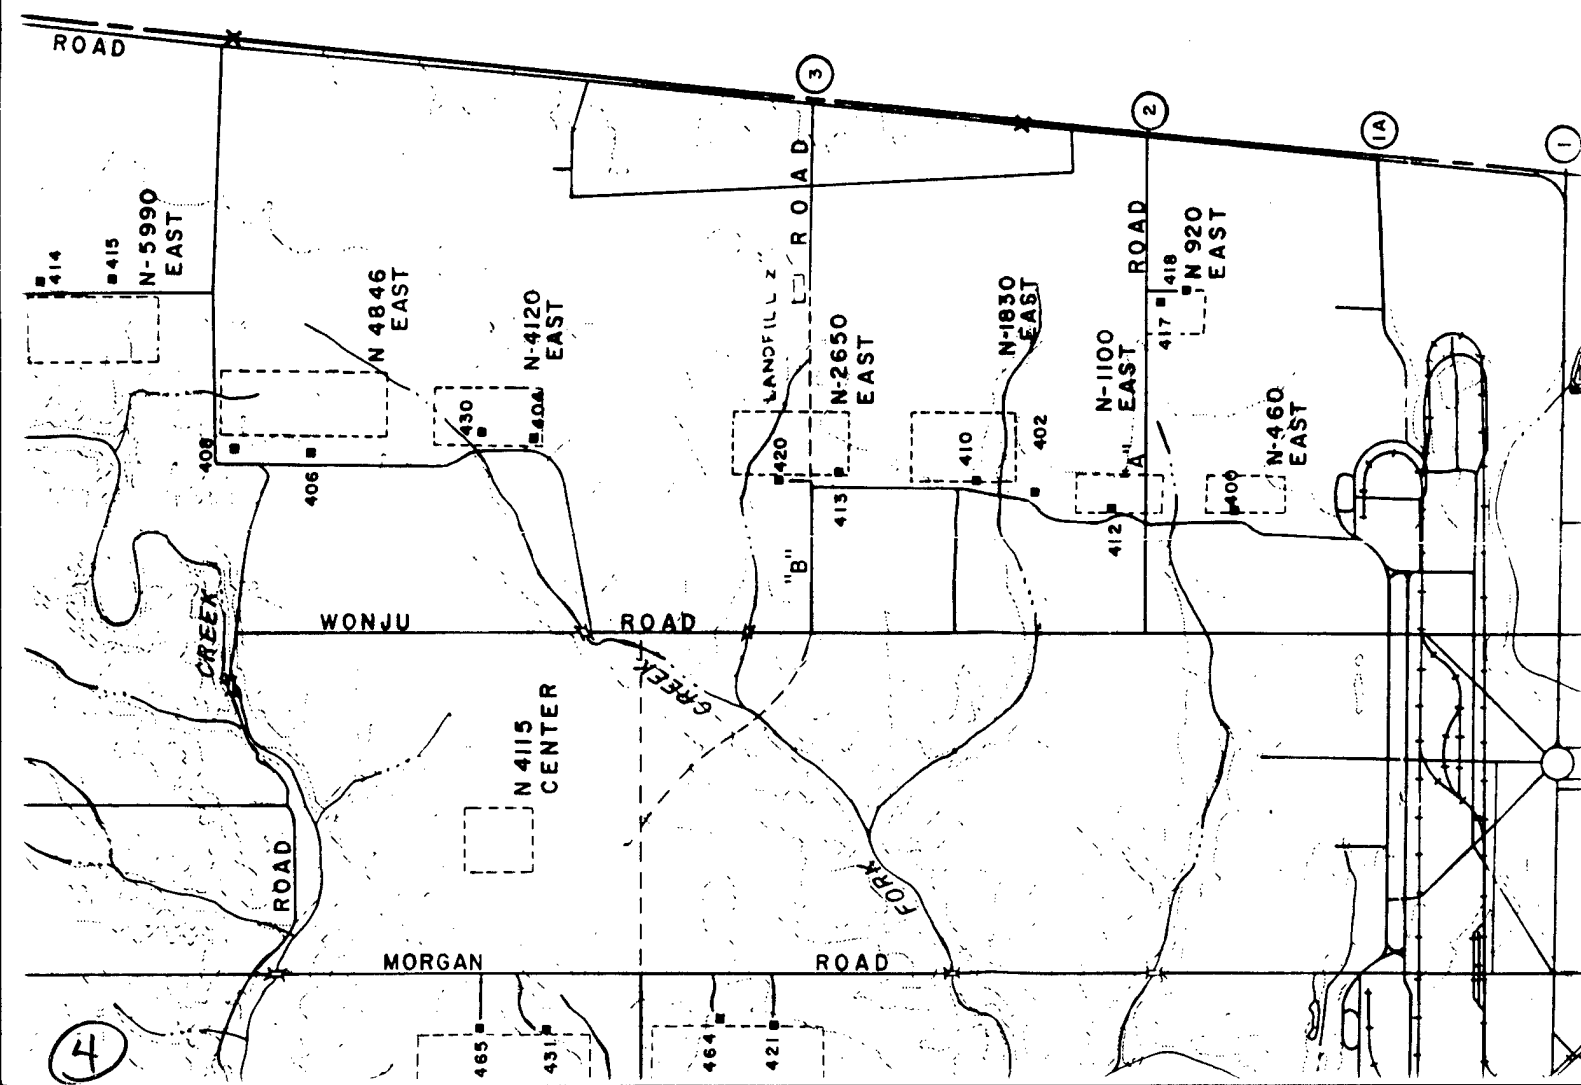 ROAD
3
2
1A
1
414
415
N-5990
EAST
N 4846
EAST
N-4120
EAST
LANDFILL 2
ROAD
N-2650
EAST
N-1830
EAST
ROAD
N-1100
EAST
417
418
N 920
EAST
N-460
EAST
408
406
430
404
420
413
410
402
412
"A"
400
"B"
CREEK
WONJU ROAD
CREEK
N 4115
CENTER
ROAD
FORK
MORGAN ROAD
4
465
431
464
421